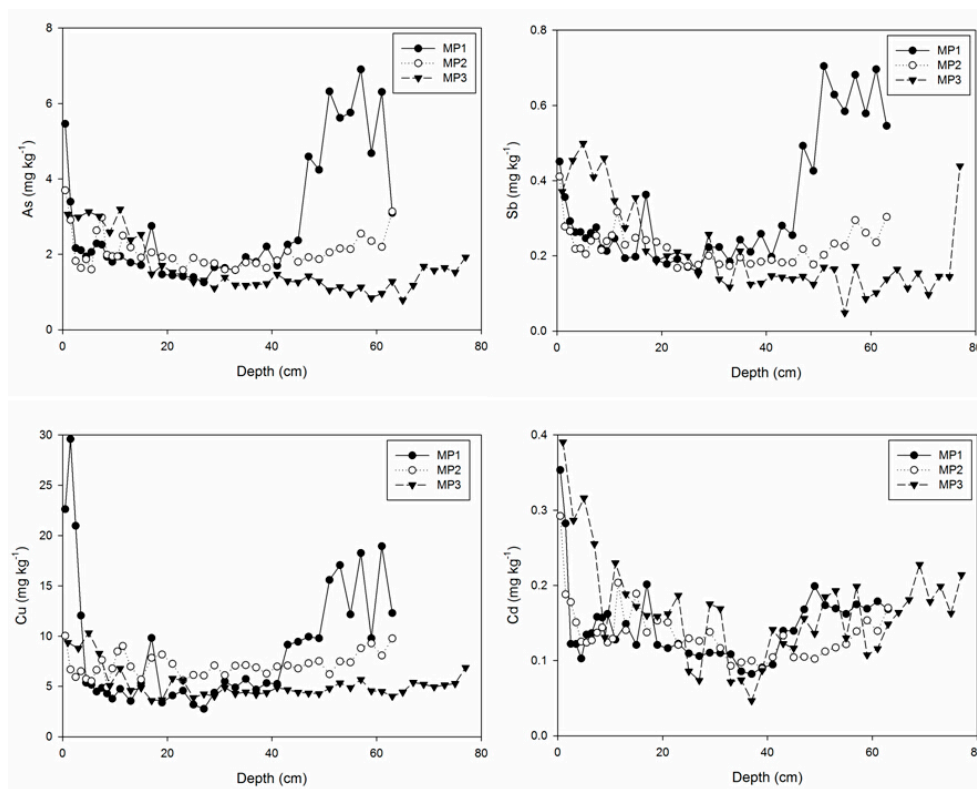 8
6
4
2
0
As (mg kg⁻¹)
MP1
MP2
MP3
0 20 40 60 80
Depth (cm)
0.8
0.6
0.4
0.2
0.0
Sb (mg kg⁻¹)
MP1
MP2
MP3
0 20 40 60 80
Depth (cm)
30
25
20
15
10
5
0
Cu (mg kg⁻¹)
MP1
MP2
MP3
0 20 40 60 80
Depth (cm)
0.4
0.3
0.2
0.1
0.0
Cd (mg kg⁻¹)
MP1
MP2
MP3
0 20 40 60 80
Depth (cm)